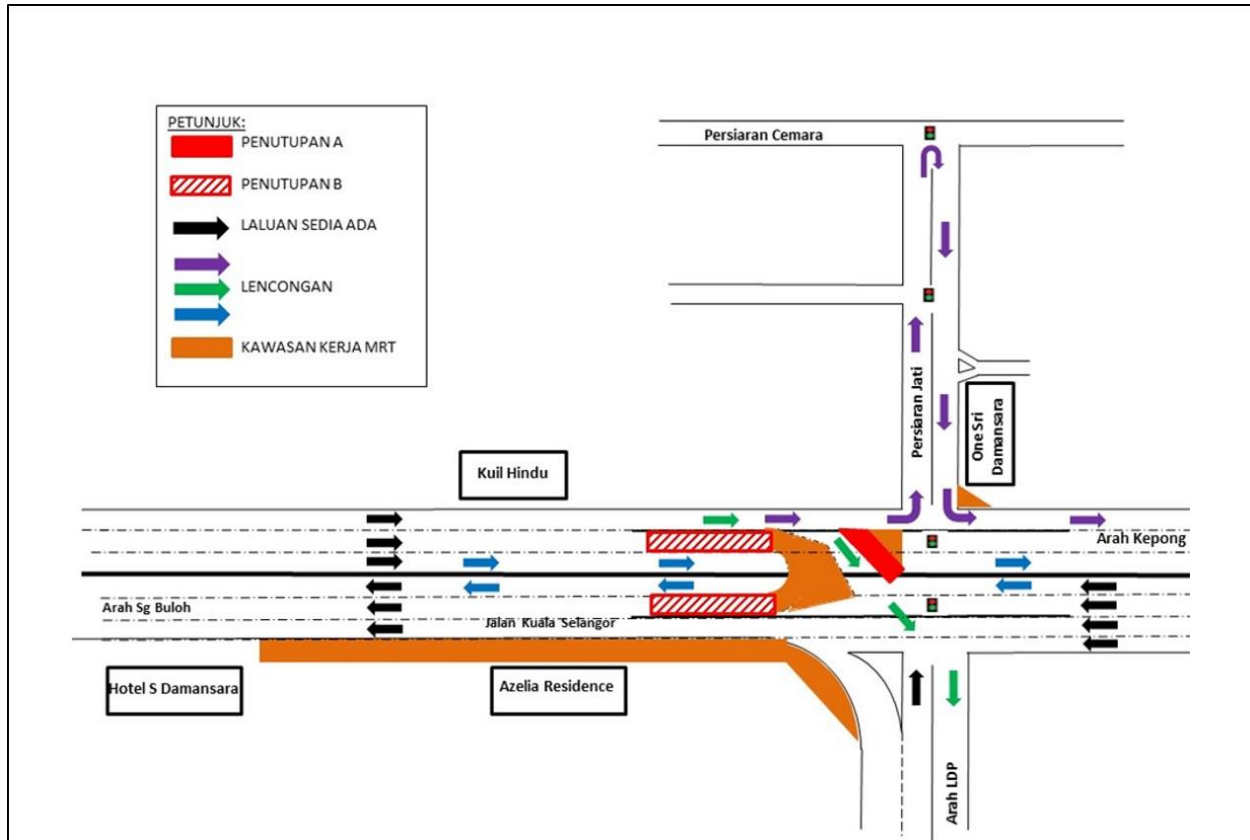 PETUNJUK:
PENUTUPAN A
PENUTUPAN B
LALUAN SEDIA ADA
LENCONGAN
KAWASAN KERJA MRT
Persiaran Cemara
Persiaran Jati
One Sri
Damansara
Kuil Hindu
Arah Kepong
Arah Sg Buloh
Jalan Kuala Selangor
Hotel S Damansara
Azelia Residence
Arah LDP